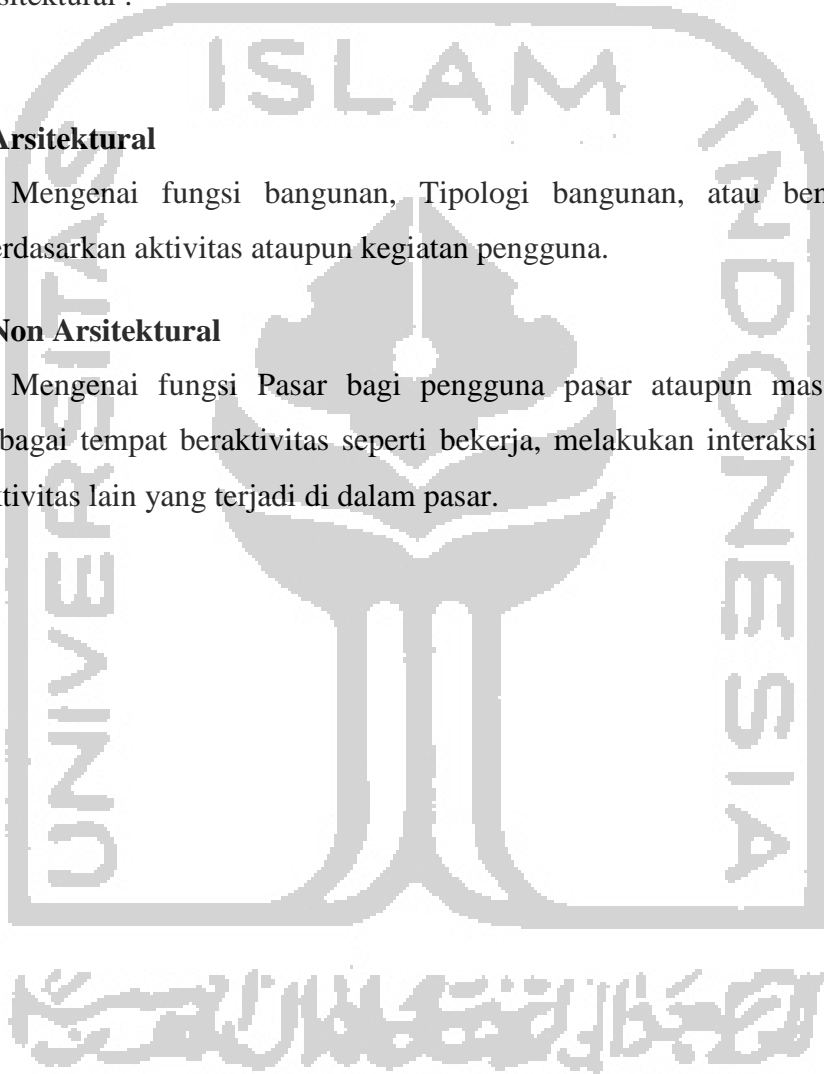 sitektural :
ISLAM
Arsitektural
Mengenai fungsi bangunan, Tipologi bangunan, atau ben
erdasarkan aktivitas ataupun kegiatan pengguna.
Non Arsitektural
Mengenai fungsi Pasar bagi pengguna pasar ataupun mas
bagai tempat beraktivitas seperti bekerja, melakukan interaksi
ktivitas lain yang terjadi di dalam pasar.
UNIVERSITAS
INDONESIA